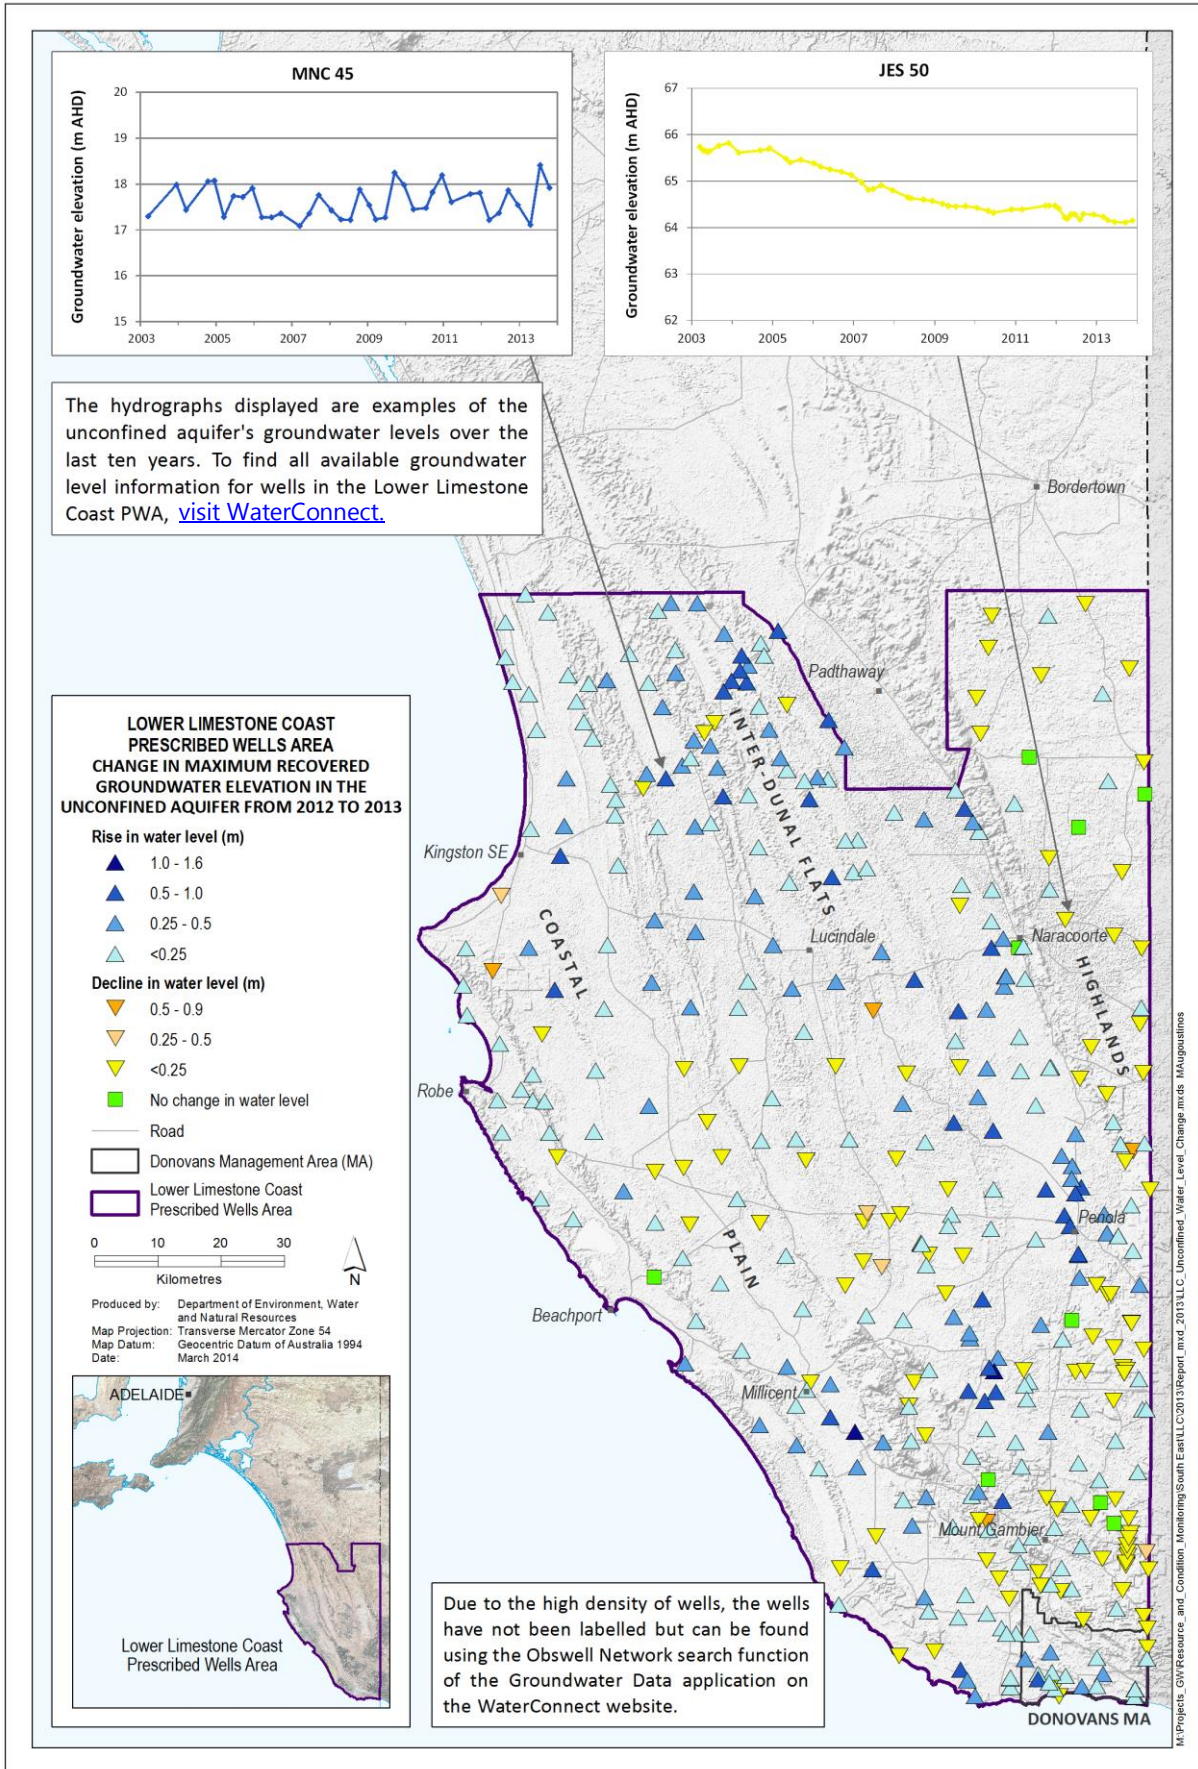 MNC 45
Groundwater elevation (m AHD)
20
19
18
17
16
15
2003
2005
2007
2009
2011
2013
JES 50
Groundwater elevation (m AHD)
67
66
65
64
63
62
2003
2005
2007
2009
2011
2013
The hydrographs displayed are examples of the
unconfined aquifer's groundwater levels over the
last ten years. To find all available groundwater
level information for wells in the Lower Limestone
Coast PWA, visit WaterConnect.
Bordertown
Padthaway
INTER-DUNAL FLATS
Kingston SE
COASTAL
Lucindale
Naracoorte
HIGHLANDS
Robe
Penola
PLAIN
Beachport
Millicent
Mount Gambier
DONOVANS MA
LOWER LIMESTONE COAST
PRESCRIBED WELLS AREA
CHANGE IN MAXIMUM RECOVERED
GROUNDWATER ELEVATION IN THE
UNCONFINED AQUIFER FROM 2012 TO 2013
Rise in water level (m)
1.0 - 1.6
0.5 - 1.0
0.25 - 0.5
<0.25
Decline in water level (m)
0.5 - 0.9
0.25 - 0.5
<0.25
No change in water level
Road
Donovans Management Area (MA)
Lower Limestone Coast
Prescribed Wells Area
0 10 20 30
Kilometres
N
Produced by: Department of Environment, Water
and Natural Resources
Map Projection: Transverse Mercator Zone 54
Map Datum: Geocentric Datum of Australia 1994
Date: March 2014
ADELAIDE
Lower Limestone Coast
Prescribed Wells Area
Due to the high density of wells, the wells
have not been labelled but can be found
using the Obswell Network search function
of the Groundwater Data application on
the WaterConnect website.
M:\Projects_GW\Resource_and_Condition_Monitoring\South East\LLC\2013\Report_mxd_2013\LLC_Unconfined_Water_Level_Change.mxds MAugoustinos